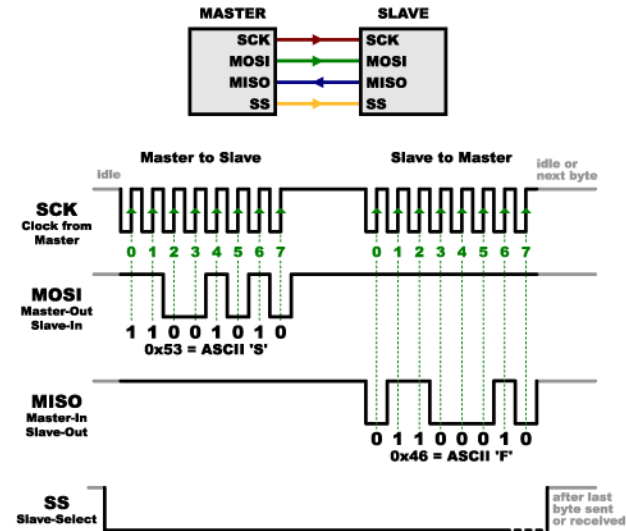 MASTER SLAVE
SCK SCK
MOSI MOSI
MISO MISO
SS SS
Master to Slave Slave to Master
idle idle or
next byte
SCK
Clock from
Master
0 1 2 3 4 5 6 7 0 1 2 3 4 5 6 7
MOSI
Master-Out
Slave-In
1 1 0 0 1 0 1 0
0x53 = ASCII 'S'
MISO
Master-In
Slave-Out
0 1 1 0 0 0 1 0
0x46 = ASCII 'F'
SS
Slave-Select
after last
byte sent
or received